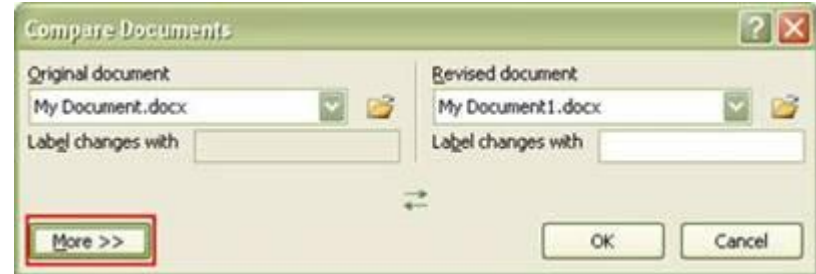 Compare Documents
Original document
Revised document
My Document.docx
My Document1.docx
Label changes with
Label changes with
More >>
OK
Cancel